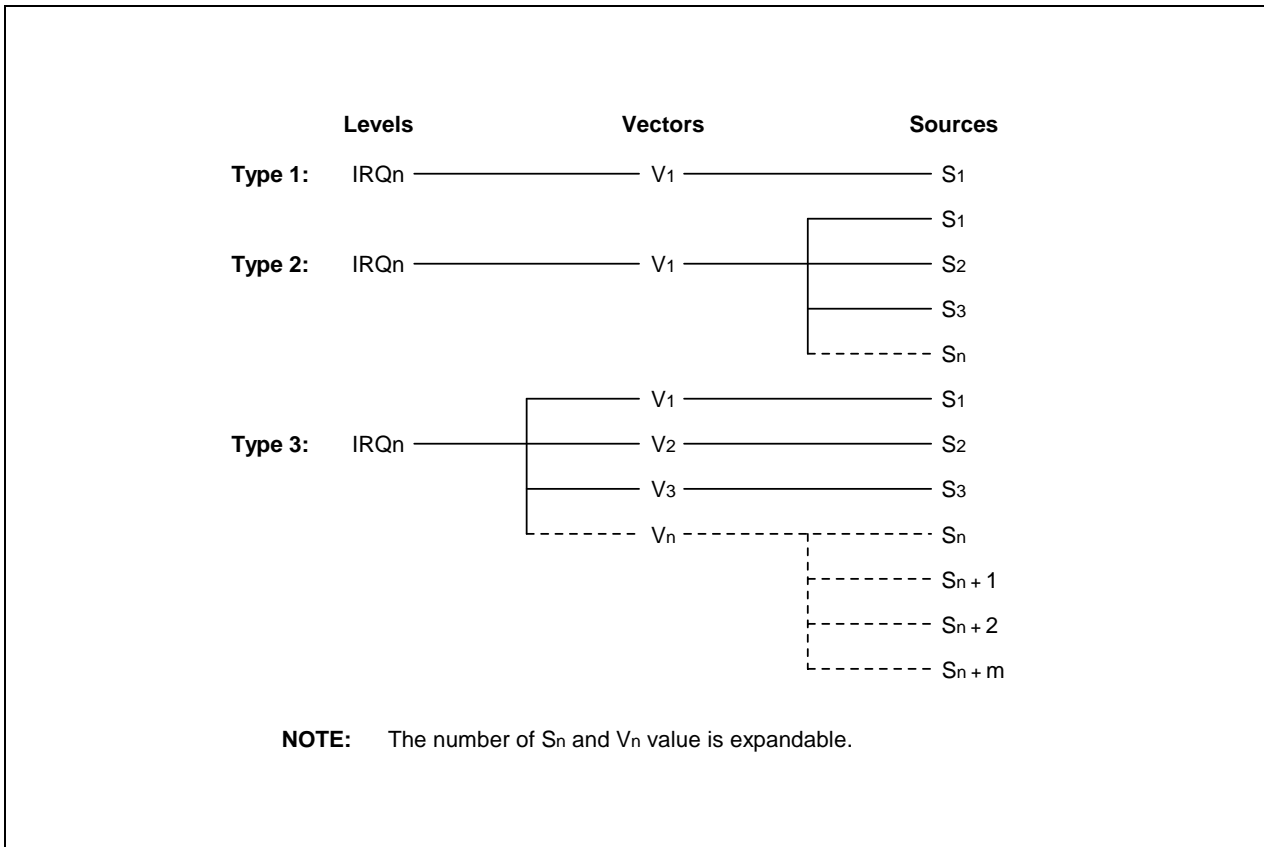 Levels Vectors Sources
Type 1: IRQn V1 S1
S1
Type 2: IRQn V1 S2
S3
Sn
V1 S1
Type 3: IRQn V2 S2
V3 S3
Vn Sn
Sn + 1
Sn + 2
Sn + m
NOTE: The number of Sn and Vn value is expandable.